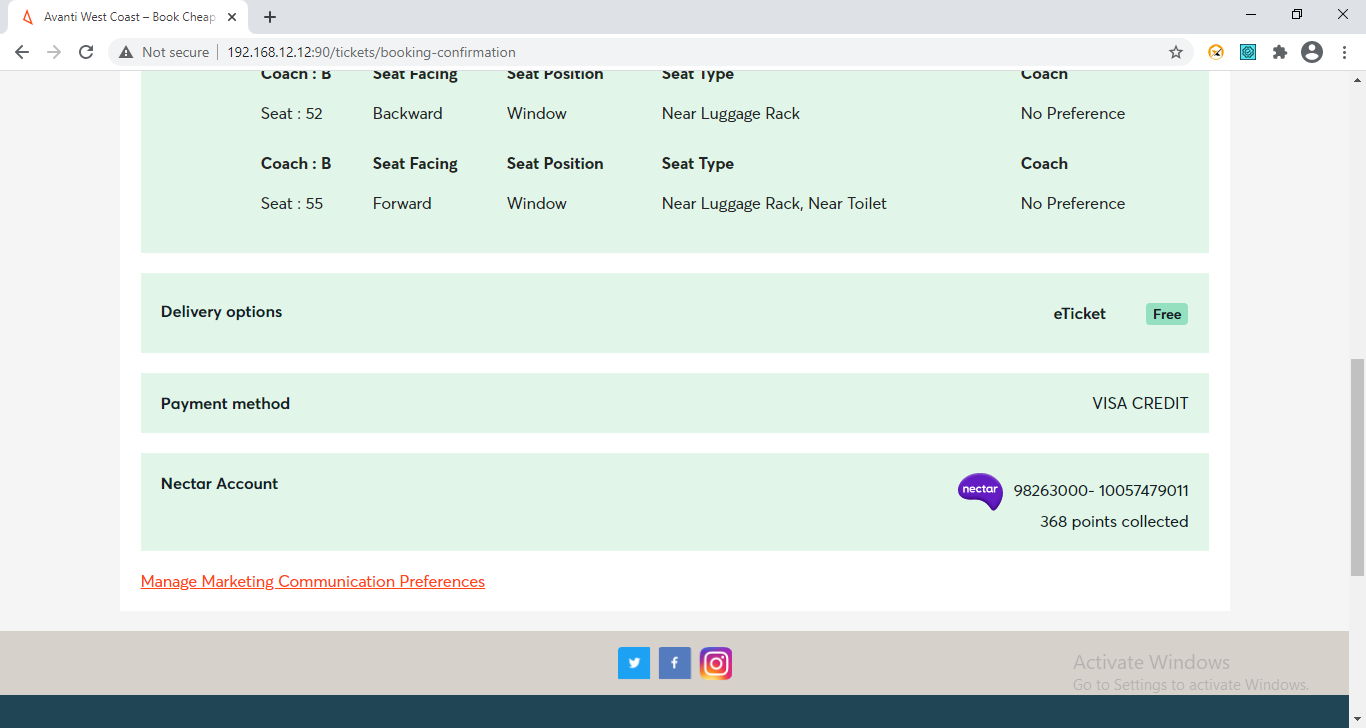 Avanti West Coast – Book Cheap
Not secure
192.168.12.12:90/tickets/booking-confirmation
Coach : B Seat Facing Seat Position Seat Type Coach
Seat : 52 Backward Window Near Luggage Rack No Preference
Coach : B Seat Facing Seat Position Seat Type Coach
Seat : 55 Forward Window Near Luggage Rack, Near Toilet No Preference
Delivery options eTicket Free
Payment method VISA CREDIT
Nectar Account nectar 98263000- 10057479011
368 points collected
Manage Marketing Communication Preferences
Activate Windows
Go to Settings to activate Windows.